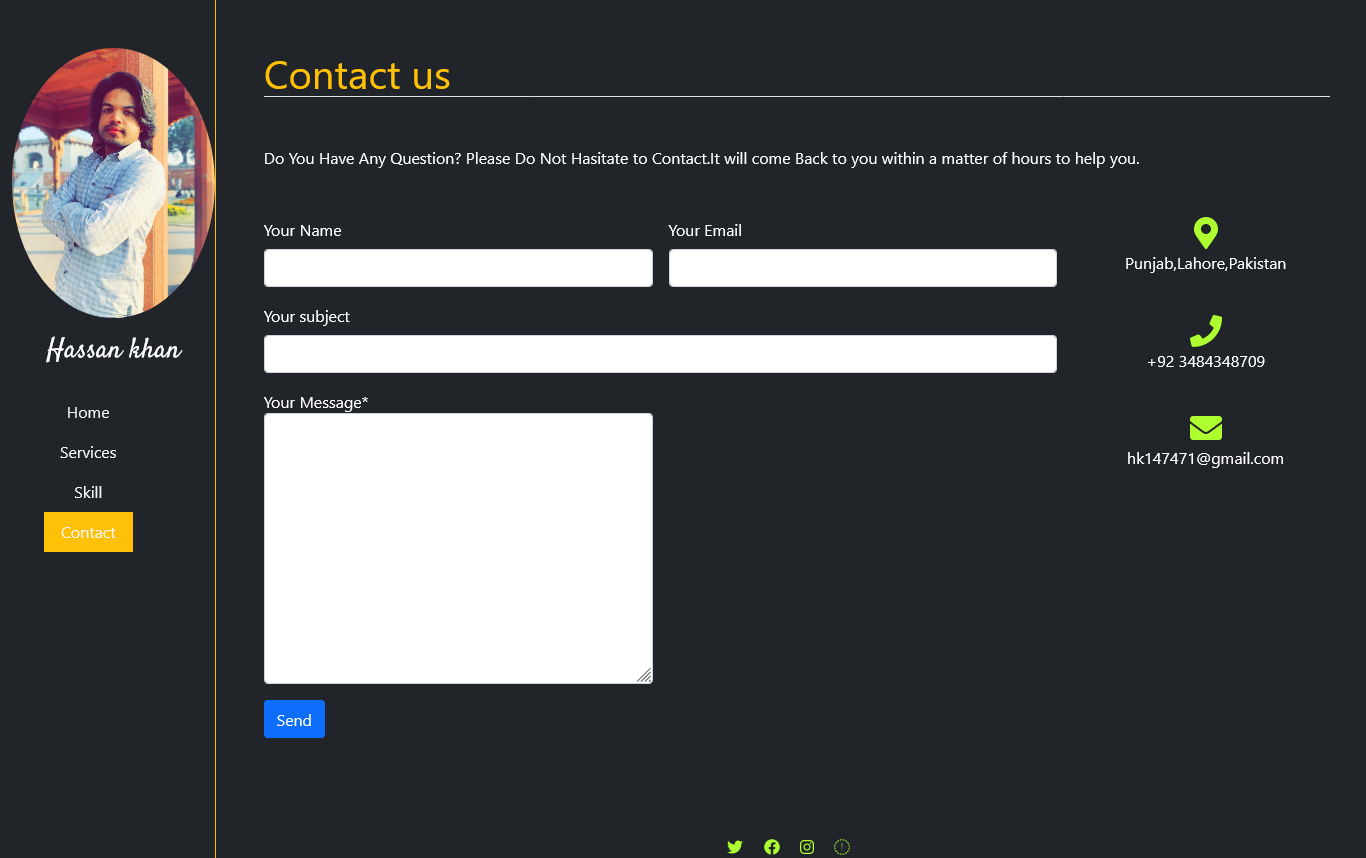 Hassan khan
Home
Services
Skill
Contact
Contact us
Do You Have Any Question? Please Do Not Hasitate to Contact.It will come Back to you within a matter of hours to help you.
Your Name
Your Email
Your subject
Your Message*
Send
Punjab,Lahore,Pakistan
+92 3484348709
hk147471@gmail.com